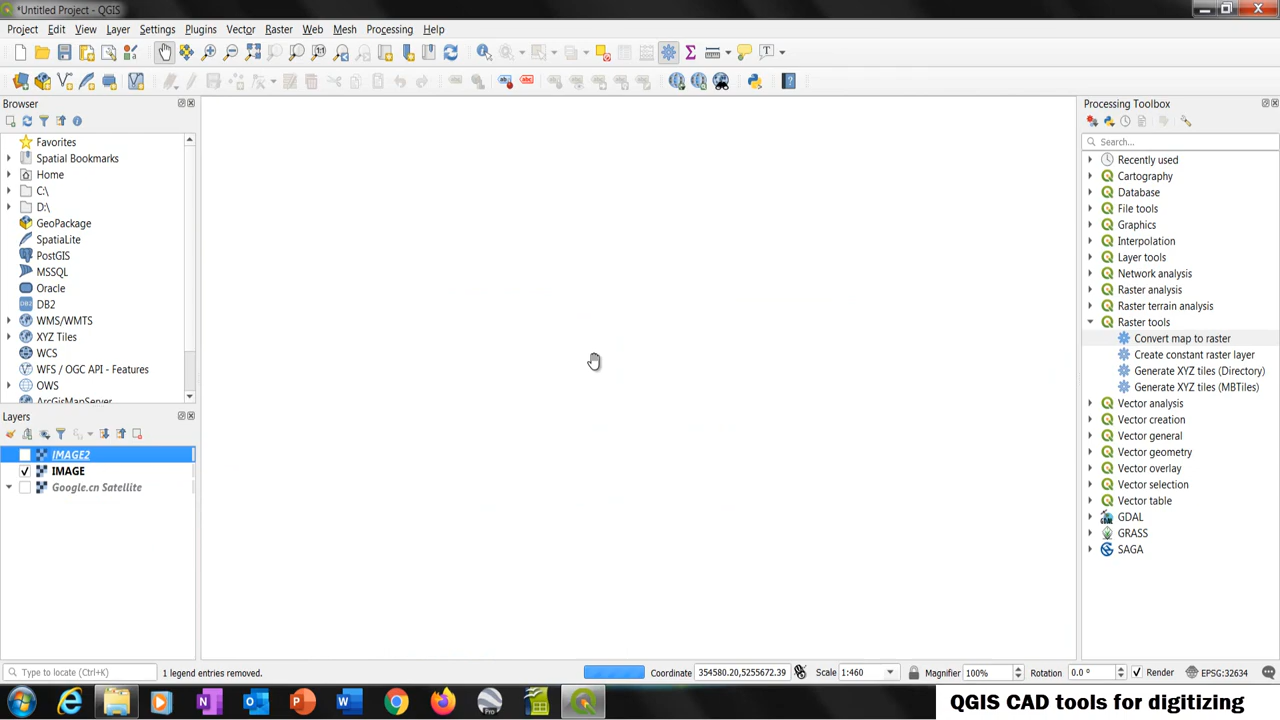 *Untitled Project - QGIS
Project Edit View Layer Settings Plugins Vector Raster Web Mesh Processing Help
Browser
Favorites
Spatial Bookmarks
Home
C:\
D:\
GeoPackage
SpatiaLite
PostGIS
MSSQL
Oracle
DB2
WMS/WMTS
XYZ Tiles
WCS
WFS / OGC API - Features
OWS
ArcGisMapServer
Layers
IMAGE2
IMAGE
Google.cn Satellite
Processing Toolbox
Search...
Recently used
Cartography
Database
File tools
Graphics
Interpolation
Layer tools
Network analysis
Raster analysis
Raster terrain analysis
Raster tools
Convert map to raster
Create constant raster layer
Generate XYZ tiles (Directory)
Generate XYZ tiles (MBTiles)
Vector analysis
Vector creation
Vector general
Vector geometry
Vector overlay
Vector selection
Vector table
GDAL
GRASS
SAGA
Type to locate (Ctrl+K) 1 legend entries removed. Coordinate 354580.20,5255672.39 Scale 1:460 Magnifier 100% Rotation 0.0 ° Render EPSG:32634
QGIS CAD tools for digitizing